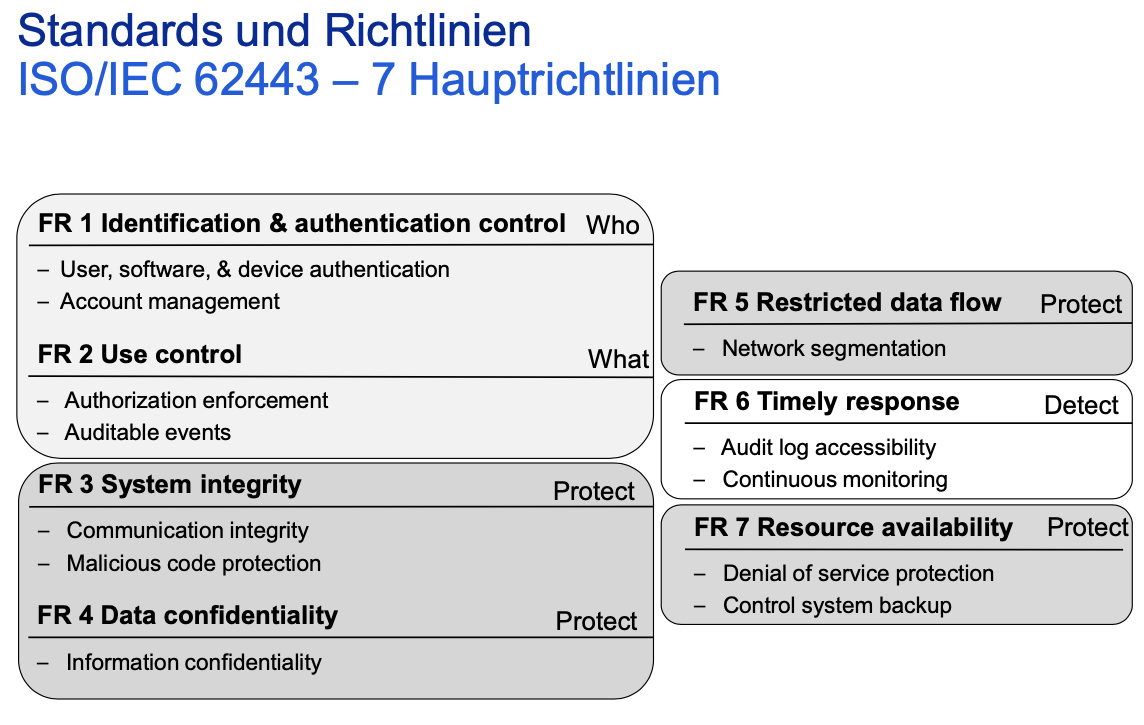 Standards und Richtlinien
ISO/IEC 62443 – 7 Hauptrichtlinien
FR 1 Identification & authentication control Who
– User, software, & device authentication
– Account management
FR 2 Use control What
– Authorization enforcement
– Auditable events
FR 3 System integrity Protect
– Communication integrity
– Malicious code protection
FR 4 Data confidentiality Protect
– Information confidentiality
FR 5 Restricted data flow Protect
– Network segmentation
FR 6 Timely response Detect
– Audit log accessibility
– Continuous monitoring
FR 7 Resource availability Protect
– Denial of service protection
– Control system backup